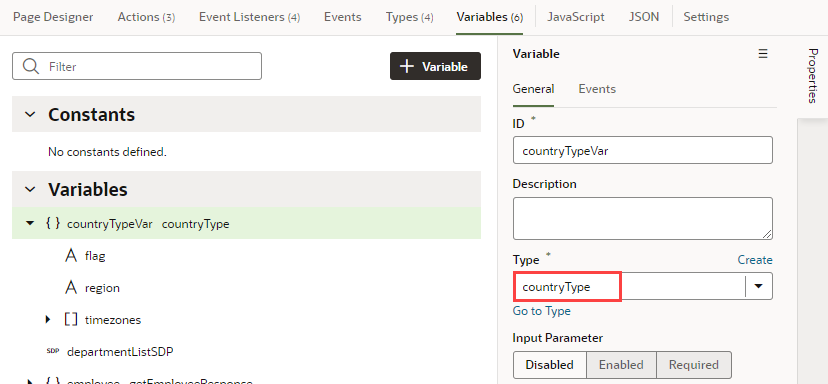 Page Designer Actions (3) Event Listeners (4) Events Types (4) Variables (6) JavaScript JSON Settings
Filter
+ Variable
Constants
No constants defined.
Variables
{ } countryTypeVar countryType
A flag
A region
[ ] timezones
SDP departmentListSDP
{ } employee getEmployeeResponse
Variable
General Events
ID *
countryTypeVar
Description
Type * Create
countryType
Go to Type
Input Parameter
Disabled Enabled Required
Properties